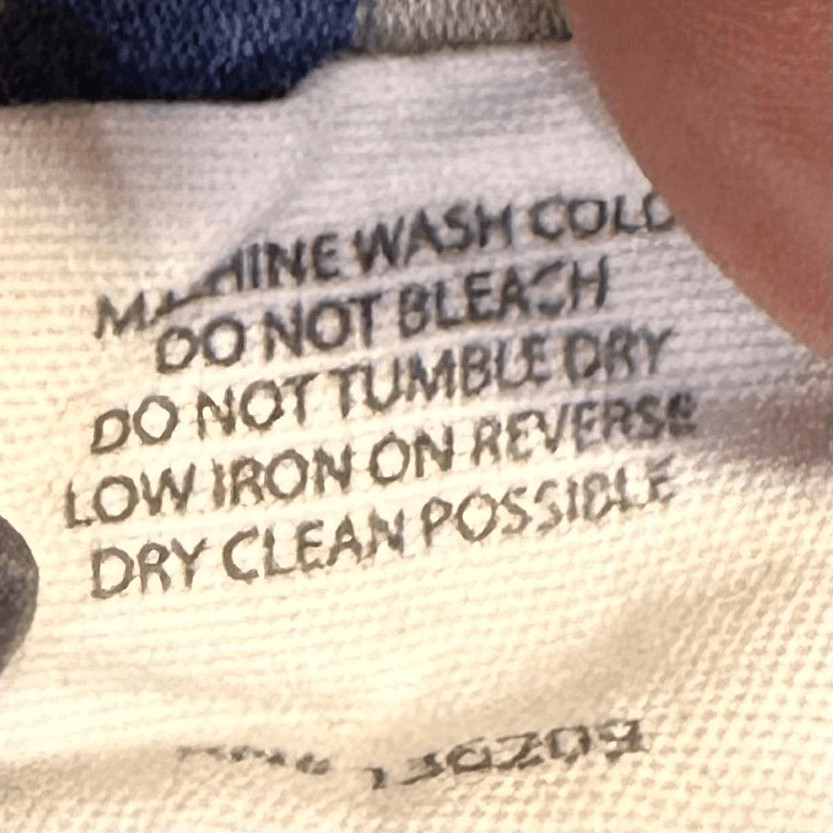 MACHINE WASH COLD
DO NOT BLEACH
DO NOT TUMBLE DRY
LOW IRON ON REVERSE
DRY CLEAN POSSIBLE